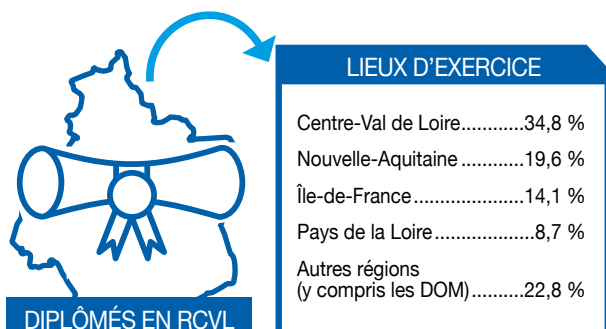 LIEUX D'EXERCICE
Centre-Val de Loire...........34,8 %
Nouvelle-Aquitaine...........19,6 %
Île-de-France..................14,1 %
Pays de la Loire..................8,7 %
Autres régions
(y compris les DOM)..........22,8 %
DIPLÔMÉS EN RCVL